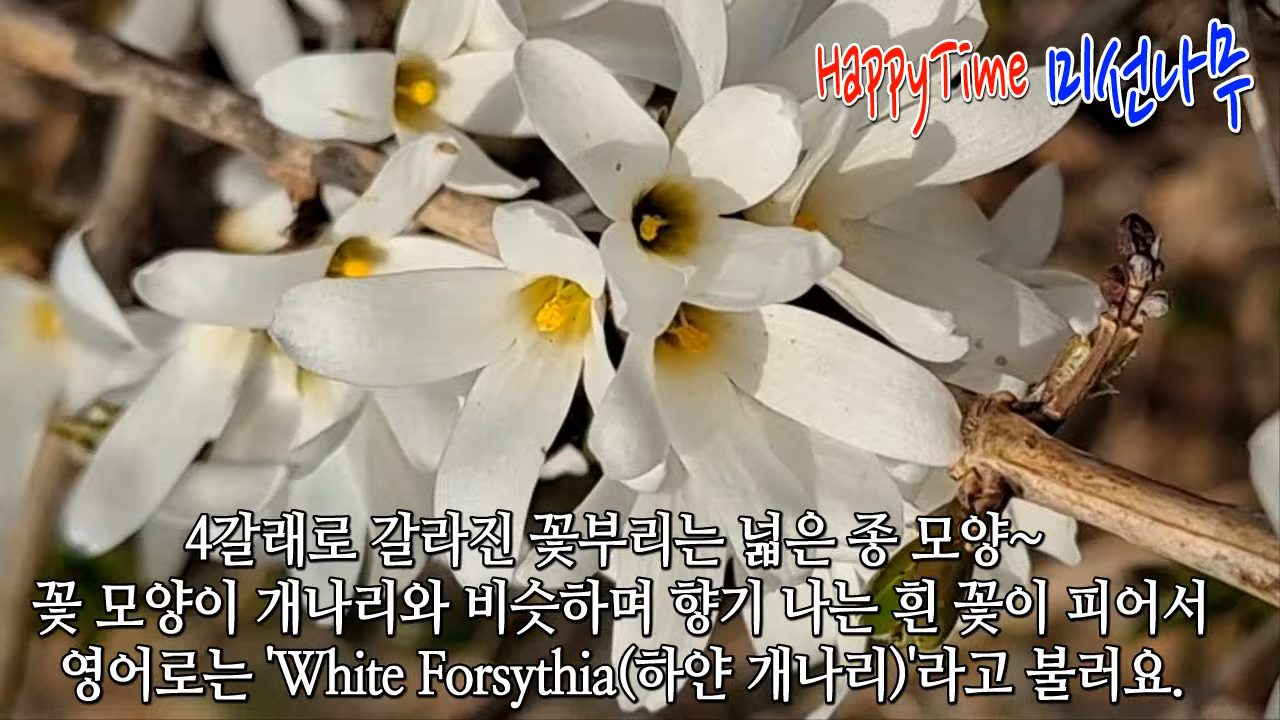 HappyTime 미선나무
4갈래로 갈라진 꽃부리는 넓은 종 모양~
꽃 모양이 개나리와 비슷하며 향기 나는 흰 꽃이 피어서
영어로는 'White Forsythia(하얀 개나리)'라고 불러요.